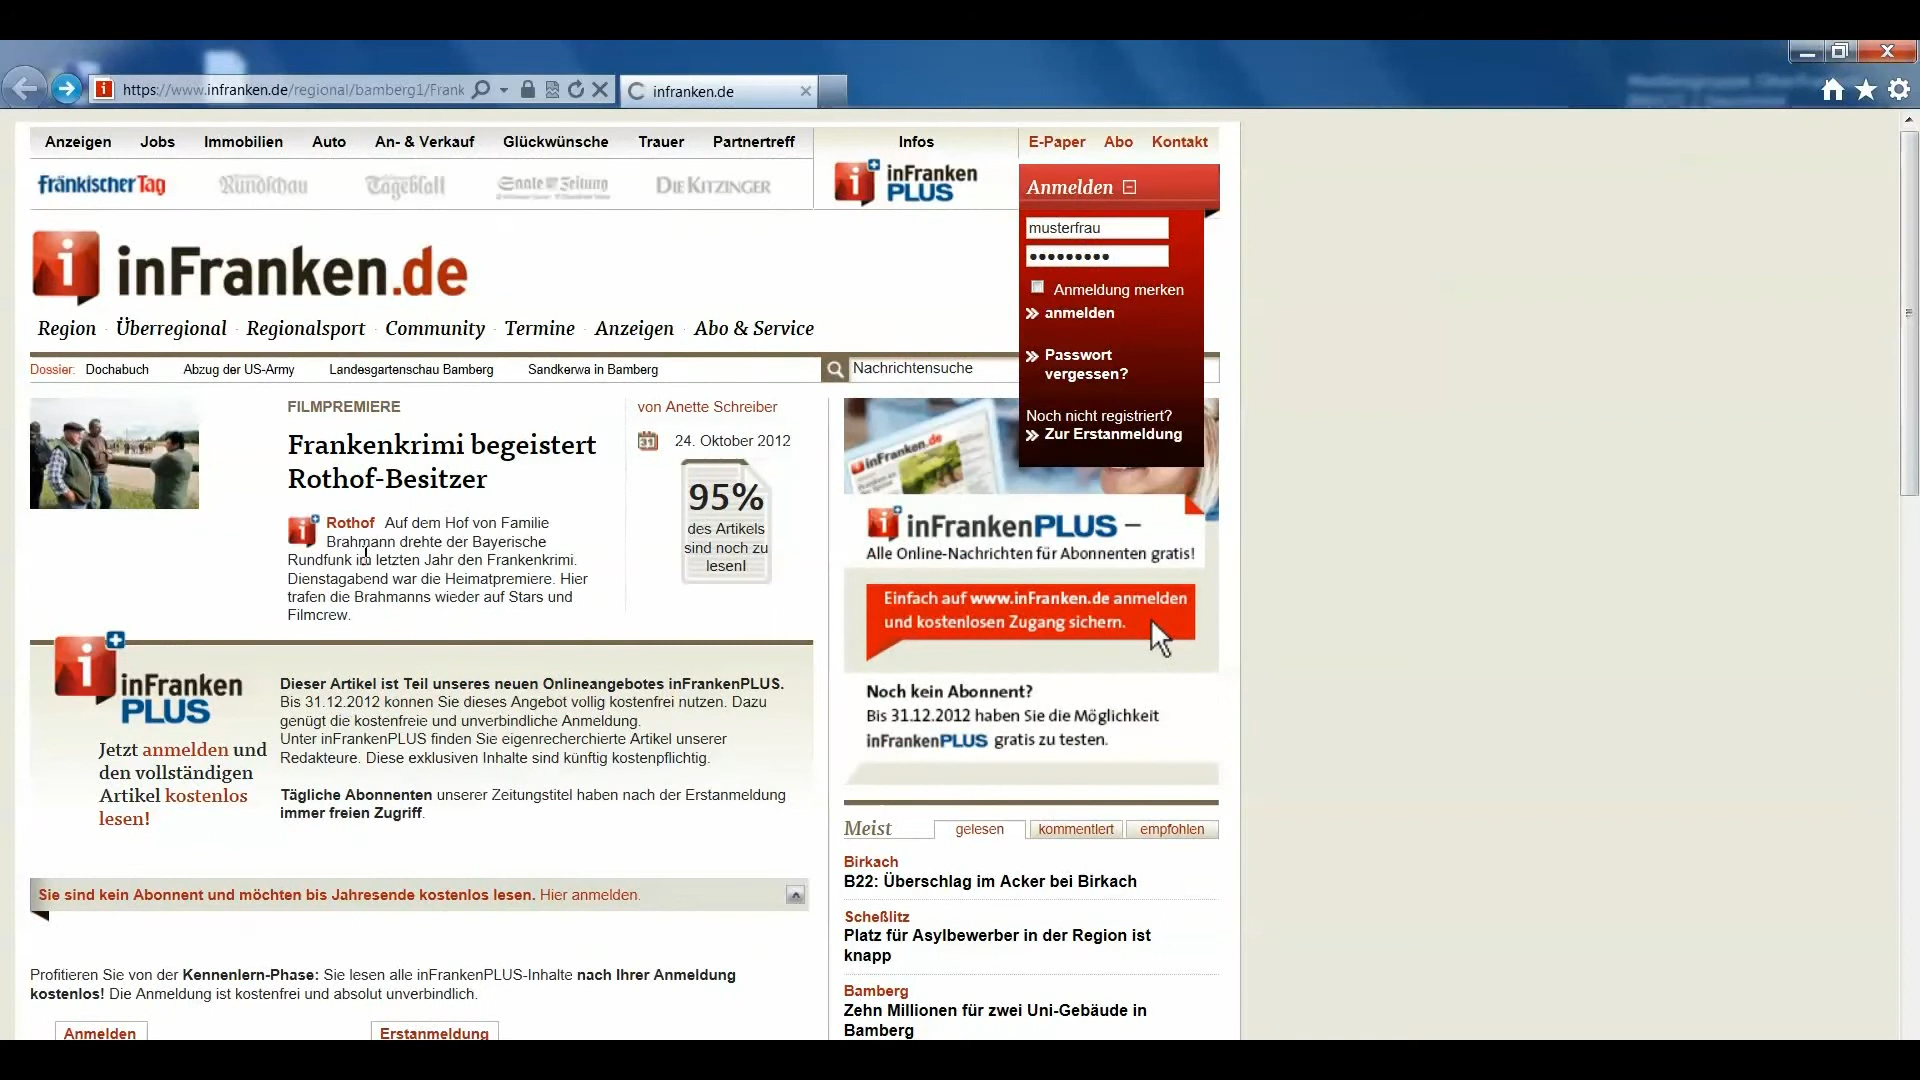 https://www.infranken.de/regional/bamberg1/Frank
infranken.de
Anzeigen Jobs Immobilien Auto An- & Verkauf Glückwünsche Trauer Partnertreff Infos E-Paper Abo Kontakt
Fränkischer Tag Rundschau Tageblatt Saale Zeitung Die Kitzinger
inFranken
PLUS
Anmelden
musterfrau
Anmeldung merken
anmelden
Passwort
vergessen?
Noch nicht registriert?
Zur Erstanmeldung
inFranken.de
Region Überregional Regionalsport Community Termine Anzeigen Abo & Service
Dossier: Dochabuch Abzug der US-Army Landesgartenschau Bamberg Sandkerwa in Bamberg
Nachrichtensuche
FILMPREMIERE
Frankenkrimi begeistert
Rothof-Besitzer
Rothof Auf dem Hof von Familie
Brahmann drehte der Bayerische
Rundfunk im letzten Jahr den Frankenkrimi.
Dienstagabend war die Heimatpremiere. Hier
trafen die Brahmanns wieder auf Stars und
Filmcrew.
von Anette Schreiber
31 24. Oktober 2012
95%
des Artikels
sind noch zu
lesen!
inFranken.de
inFrankenPLUS –
Alle Online-Nachrichten für Abonnenten gratis!
Einfach auf www.inFranken.de anmelden
und kostenlosen Zugang sichern.
Noch kein Abonnent?
Bis 31.12.2012 haben Sie die Möglichkeit
inFrankenPLUS gratis zu testen.
inFranken
PLUS
Jetzt anmelden und
den vollständigen
Artikel kostenlos
lesen!
Dieser Artikel ist Teil unseres neuen Onlineangebotes inFrankenPLUS.
Bis 31.12.2012 konnen Sie dieses Angebot vollig kostenfrei nutzen. Dazu
genügt die kostenfreie und unverbindliche Anmeldung.
Unter inFrankenPLUS finden Sie eigenrecherchierte Artikel unserer
Redakteure. Diese exklusiven Inhalte sind künftig kostenpflichtig.
Tägliche Abonnenten unserer Zeitungstitel haben nach der Erstanmeldung
immer freien Zugriff.
Sie sind kein Abonnent und möchten bis Jahresende kostenlos lesen. Hier anmelden.
Profitieren Sie von der Kennenlern-Phase: Sie lesen alle inFrankenPLUS-Inhalte nach Ihrer Anmeldung
kostenlos! Die Anmeldung ist kostenfrei und absolut unverbindlich.
Anmelden Erstanmeldung
Meist gelesen kommentiert empfohlen
Birkach
B22: Überschlag im Acker bei Birkach
Scheßlitz
Platz für Asylbewerber in der Region ist
knapp
Bamberg
Zehn Millionen für zwei Uni-Gebäude in
Bamberg